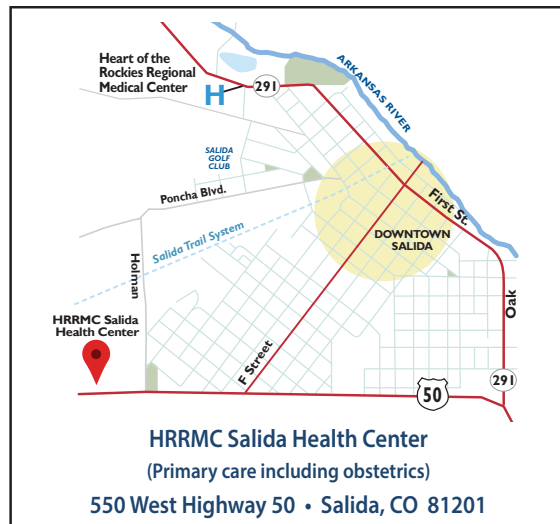 Heart of the
Rockies Regional
Medical Center
H
291
ARKANSAS RIVER
SALIDA
GOLF
CLUB
Poncha Blvd.
First St.
DOWNTOWN
SALIDA
Salida Trail System
Holman
HRRMC Salida
Health Center
F Street
Oak
291
50
HRRMC Salida Health Center
(Primary care including obstetrics)
550 West Highway 50 • Salida, CO 81201